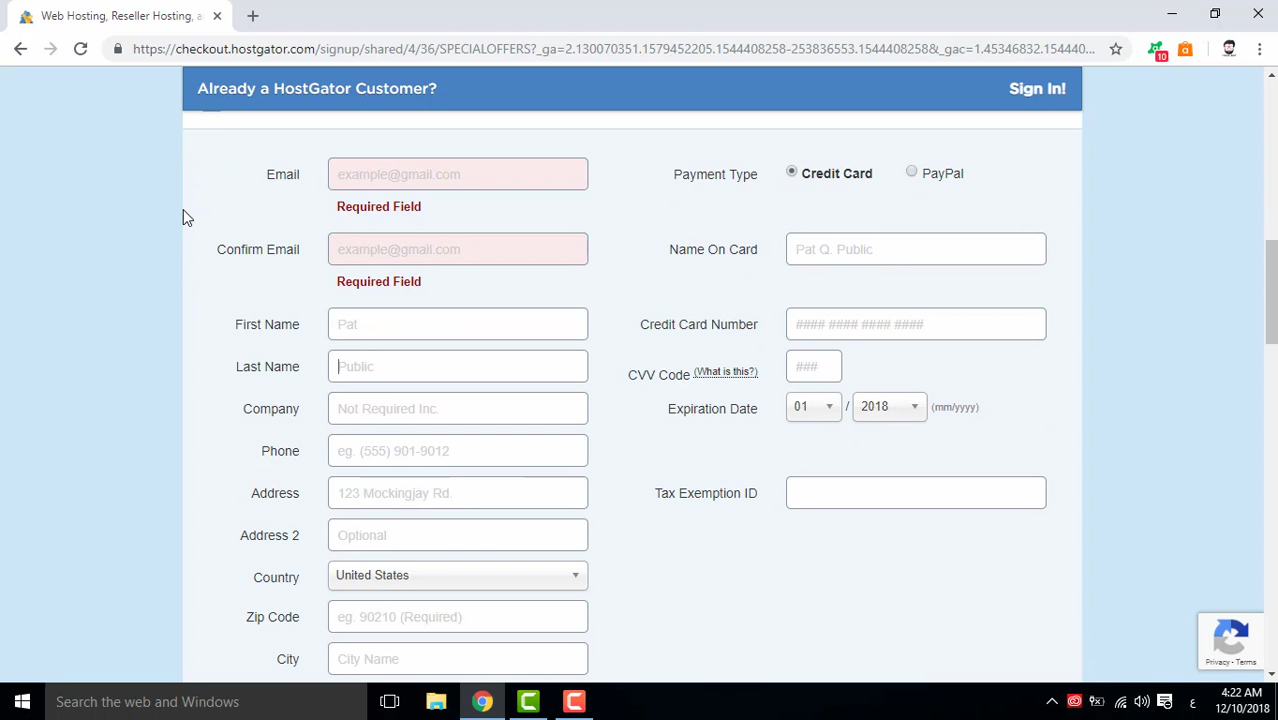 Web Hosting, Reseller Hosting, a
https://checkout.hostgator.com/signup/shared/4/36/SPECIALOFFERS?_ga=2.130070351.1579452205.1544408258-253836553.1544408258&_gac=1.45346832.15440...
10
Already a HostGator Customer?
Sign In!
Email
example@gmail.com
Required Field
Confirm Email
example@gmail.com
Required Field
First Name
Pat
Last Name
Public
Company
Not Required Inc.
Phone
eg. (555) 901-9012
Address
123 Mockingjay Rd.
Address 2
Optional
Country
United States
Zip Code
eg. 90210 (Required)
City
City Name
Payment Type
Credit Card
PayPal
Name On Card
Pat Q. Public
Credit Card Number
#### #### #### ####
CVV Code (What is this?)
###
Expiration Date
01 / 2018 (mm/yyyy)
Tax Exemption ID
Privacy - Terms
Search the web and Windows
ع
4:22 AM
12/10/2018